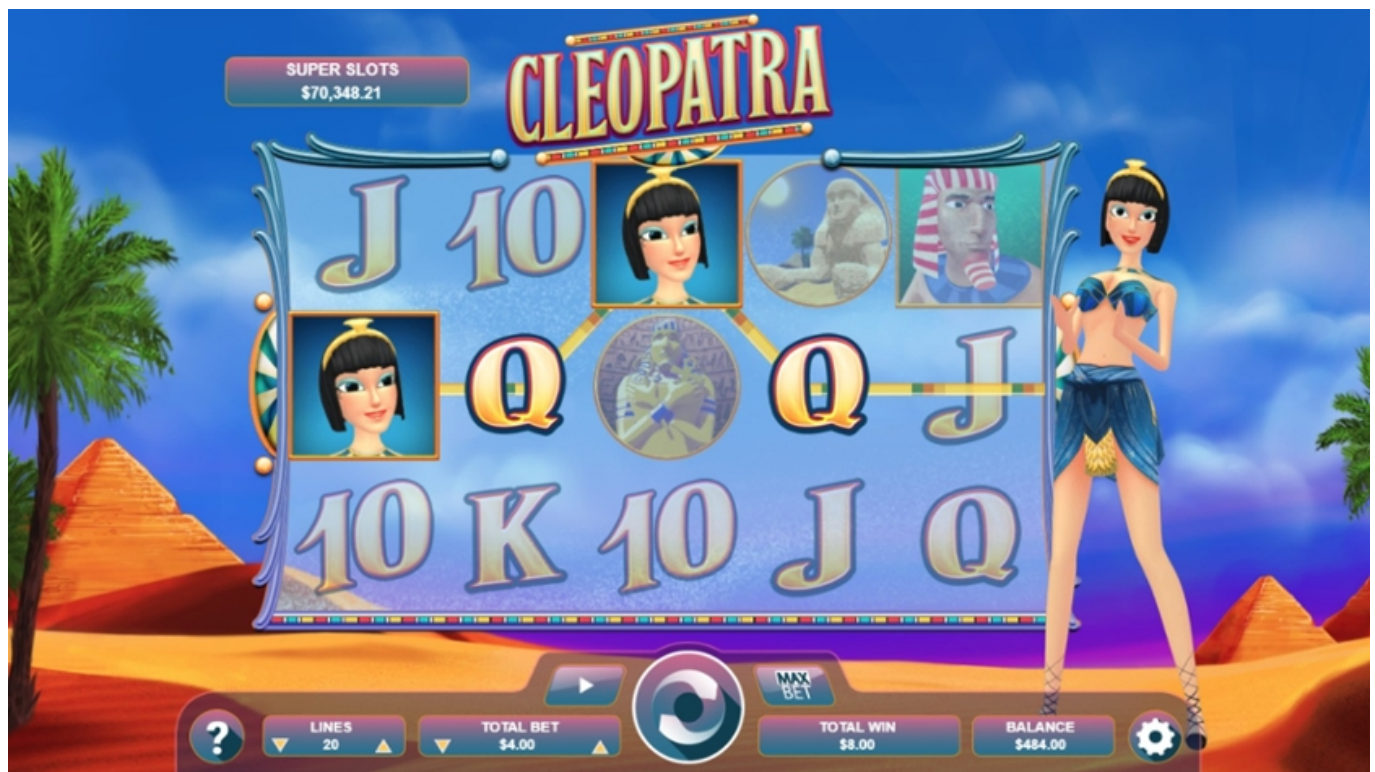 CLEOPATRA
SUPER SLOTS
$70,348.21
J 10
Q Q J
10 K 10 J Q
MAX
BET
?
LINES
20
TOTAL BET
$4.00
TOTAL WIN
$8.00
BALANCE
$484.00